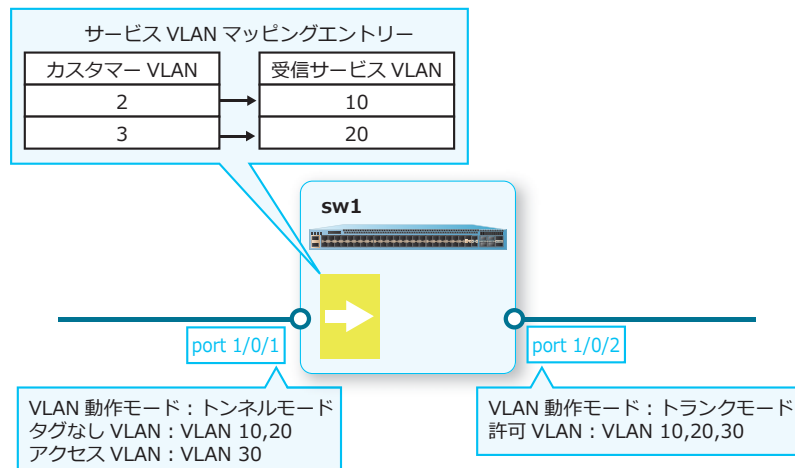 サービス VLAN マッピングエントリー
カスタマー VLAN
受信サービス VLAN
2
10
3
20
sw1
port 1/0/1
port 1/0/2
VLAN 動作モード：トンネルモード
タグなし VLAN：VLAN 10,20
アクセス VLAN：VLAN 30
VLAN 動作モード：トランクモード
許可 VLAN：VLAN 10,20,30